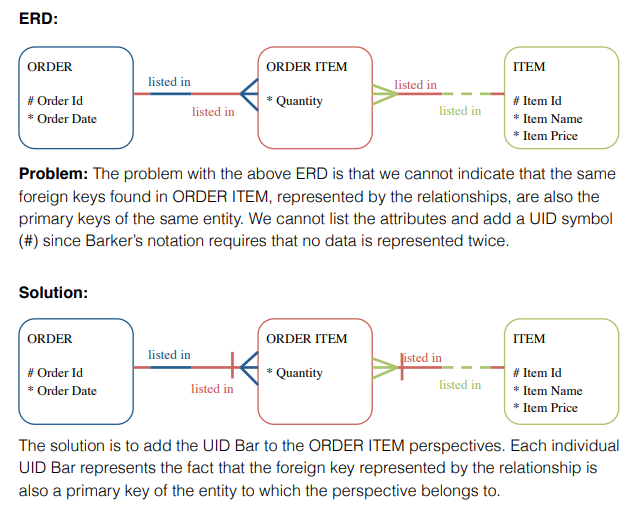 ERD:
ORDER
# Order Id
* Order Date
listed in
listed in
ORDER ITEM
* Quantity
listed in
listed in
ITEM
# Item Id
* Item Name
* Item Price
Problem: The problem with the above ERD is that we cannot indicate that the same
foreign keys found in ORDER ITEM, represented by the relationships, are also the
primary keys of the same entity. We cannot list the attributes and add a UID symbol
(#) since Barker’s notation requires that no data is represented twice.
Solution:
ORDER
# Order Id
* Order Date
listed in
listed in
ORDER ITEM
* Quantity
listed in
listed in
ITEM
# Item Id
* Item Name
* Item Price
The solution is to add the UID Bar to the ORDER ITEM perspectives. Each individual
UID Bar represents the fact that the foreign key represented by the relationship is
also a primary key of the entity to which the perspective belongs to.